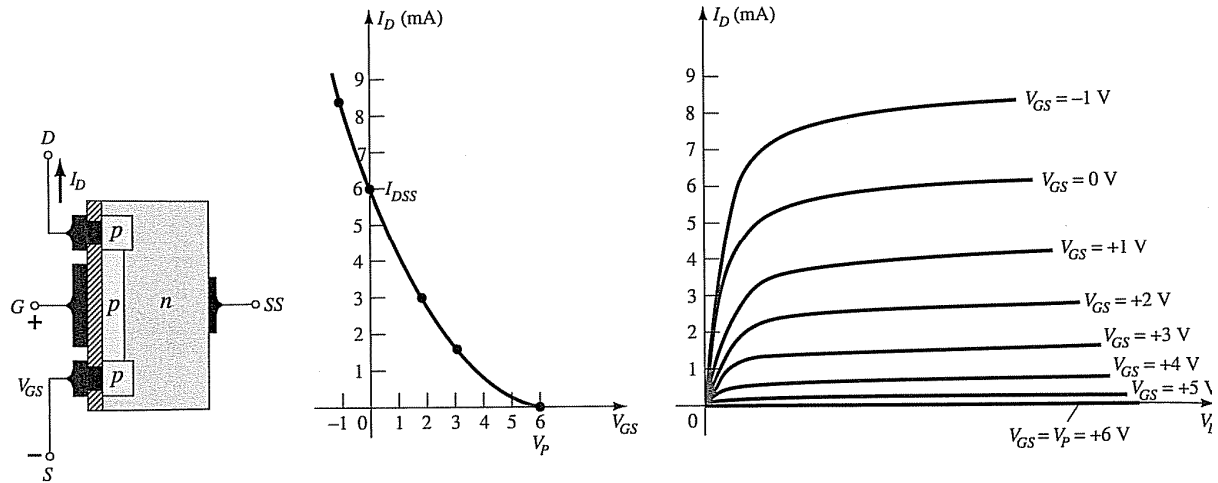 D
I_D
p
G
+
p
n
SS
V_GS
p
−
S
I_D (mA)
9
8
7
6
I_DSS
5
4
3
2
1
−1 0 1 2 3 4 5 6 V_GS
V_P
I_D (mA)
9
8
7
6
5
4
3
2
1
0
V_GS = −1 V
V_GS = 0 V
V_GS = +1 V
V_GS = +2 V
V_GS = +3 V
V_GS = +4 V
V_GS = +5 V
V_GS = V_P = +6 V